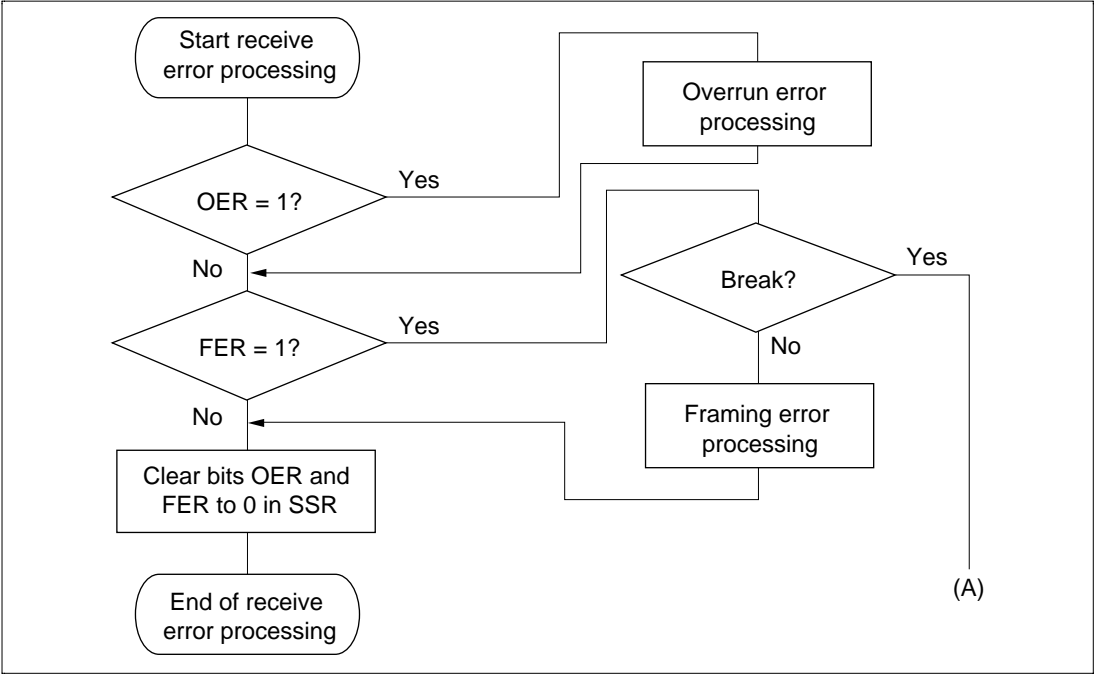 Start receive
error processing
Overrun error
processing
Yes
OER = 1?
No
Yes
Break?
Yes
FER = 1?
No
No
Framing error
processing
Clear bits OER and
FER to 0 in SSR
(A)
End of receive
error processing